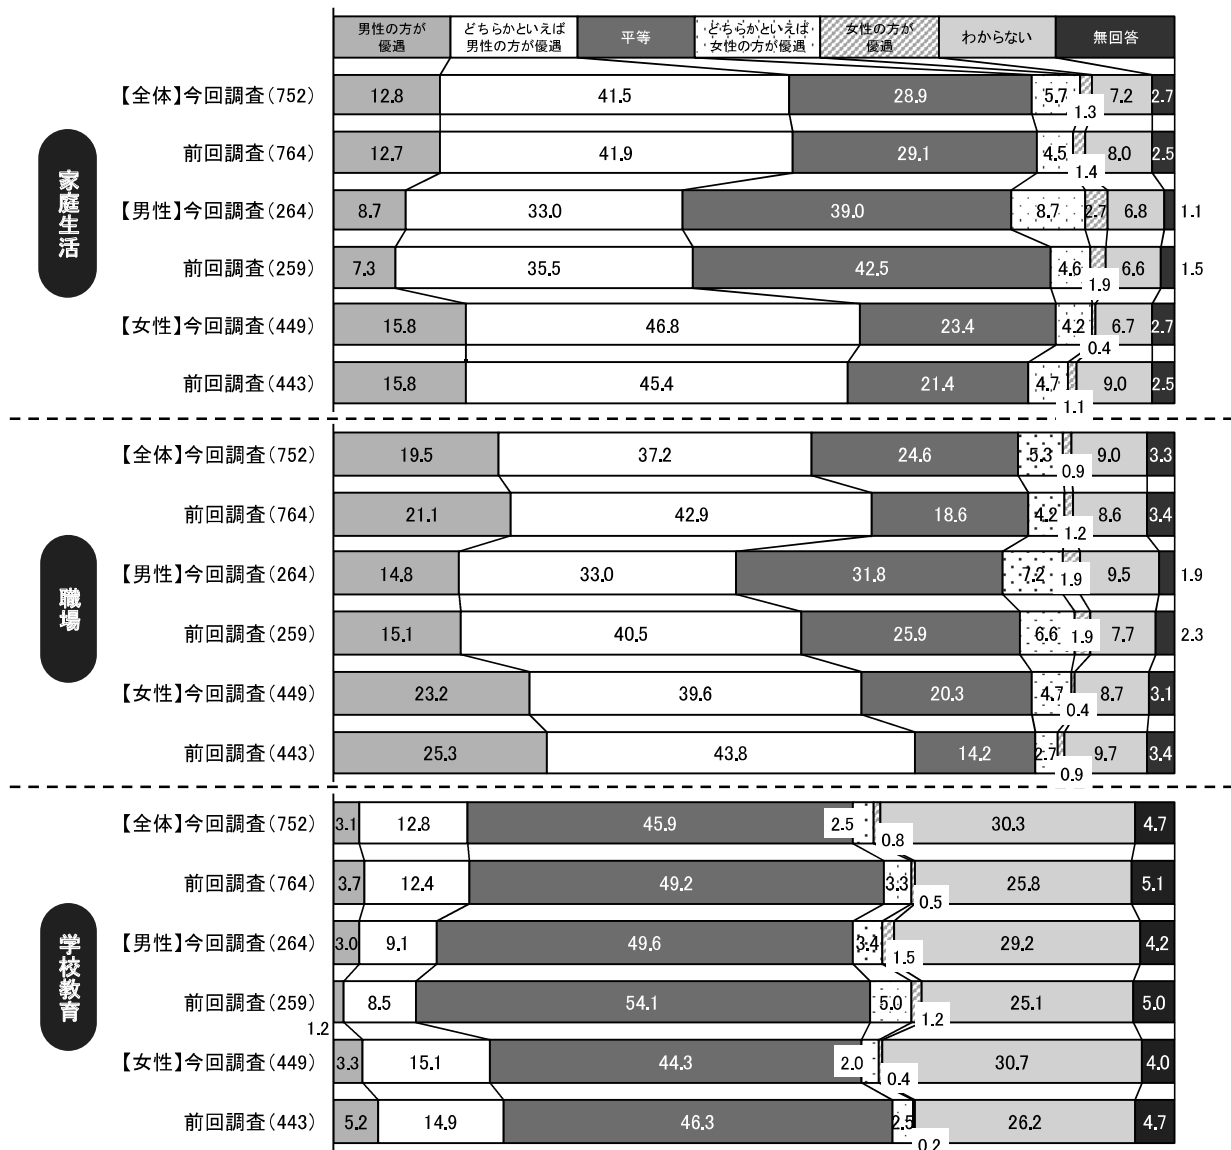 男性の方が
優遇
どちらかといえば
男性の方が優遇
平等
どちらかといえば
女性の方が優遇
女性の方が
優遇
わからない
無回答
家庭生活
【全体】今回調査(752) 12.8 41.5 28.9 5.7 1.3 7.2 2.7
前回調査(764) 12.7 41.9 29.1 4.5 1.4 8.0 2.5
【男性】今回調査(264) 8.7 33.0 39.0 8.7 2.7 6.8 1.1
前回調査(259) 7.3 35.5 42.5 4.6 1.9 6.6 1.5
【女性】今回調査(449) 15.8 46.8 23.4 4.2 0.4 6.7 2.7
前回調査(443) 15.8 45.4 21.4 4.7 1.1 9.0 2.5
職場
【全体】今回調査(752) 19.5 37.2 24.6 5.3 0.9 9.0 3.3
前回調査(764) 21.1 42.9 18.6 4.2 1.2 8.6 3.4
【男性】今回調査(264) 14.8 33.0 31.8 7.2 1.9 9.5 1.9
前回調査(259) 15.1 40.5 25.9 6.6 1.9 7.7 2.3
【女性】今回調査(449) 23.2 39.6 20.3 4.7 0.4 8.7 3.1
前回調査(443) 25.3 43.8 14.2 2.7 0.9 9.7 3.4
学校教育
【全体】今回調査(752) 3.1 12.8 45.9 2.5 0.8 30.3 4.7
前回調査(764) 3.7 12.4 49.2 3.3 0.5 25.8 5.1
【男性】今回調査(264) 3.0 9.1 49.6 3.4 1.5 29.2 4.2
前回調査(259) 1.2 8.5 54.1 5.0 1.2 25.1 5.0
【女性】今回調査(449) 3.3 15.1 44.3 2.0 0.4 30.7 4.0
前回調査(443) 5.2 14.9 46.3 2.5 0.2 26.2 4.7